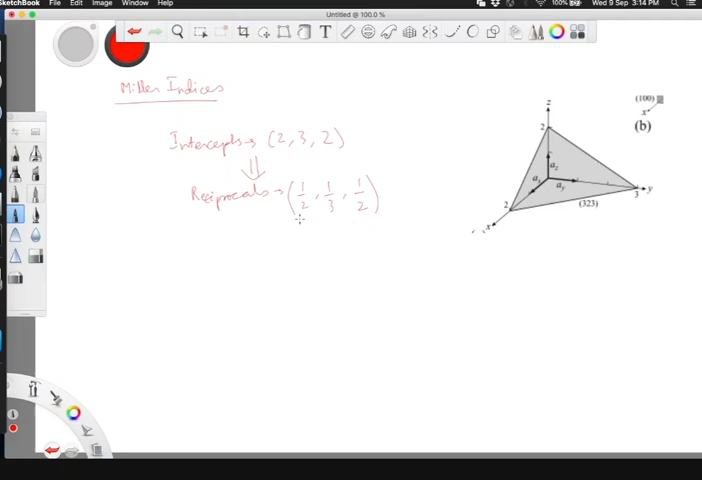 SketchBook File Edit Image Window Help 100% Wed 9 Sep 3:14 PM
Untitled @ 100.0 %
T
Miller Indices
Intercepts → (2, 3, 2)
⇓
Reciprocals → (1/2, 1/3, 1/2)
(100)
x
(b)
z
2
a_z
a_x
a_y
3
y
2
(323)
x